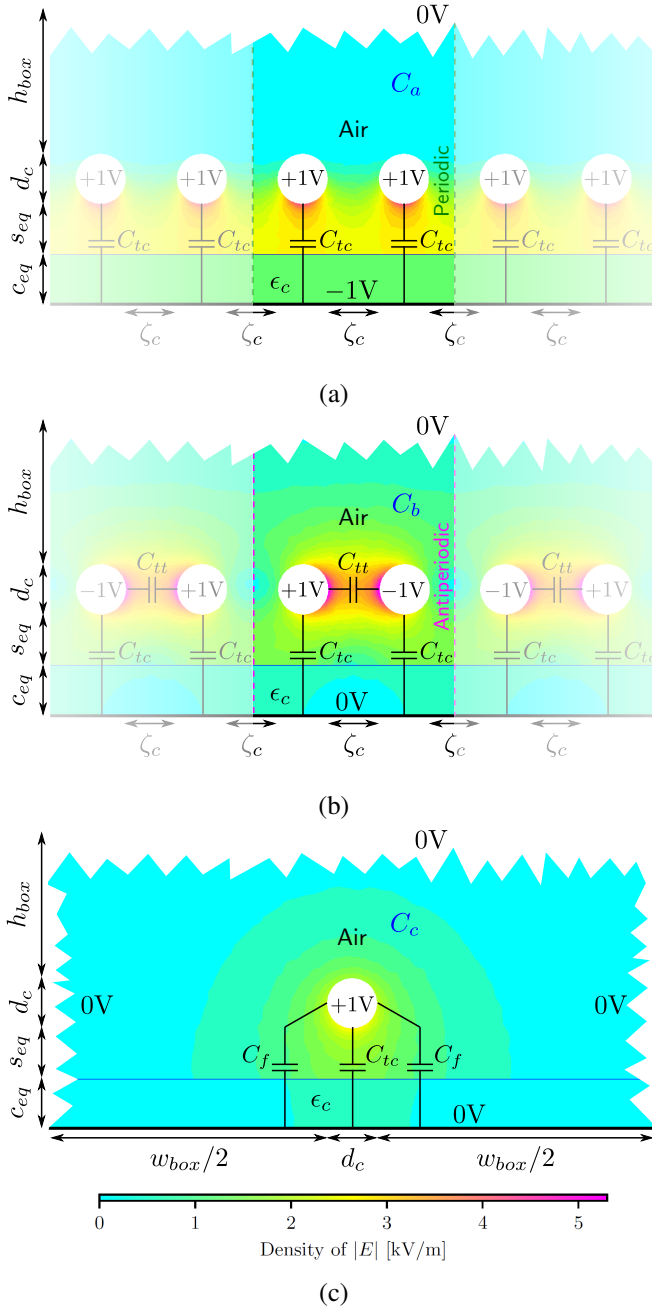 0V
h_box
C_a
Air
d_c
+1V +1V +1V +1V +1V +1V
Periodic
s_eq
C_tc C_tc C_tc C_tc C_tc C_tc
c_eq
ϵ_c
−1V
ζ_c ζ_c ζ_c ζ_c ζ_c
(a)
0V
h_box
C_b
Air
C_tt C_tt C_tt
d_c
−1V +1V +1V −1V −1V +1V
Antiperiodic
s_eq
C_tc C_tc C_tc C_tc C_tc C_tc
c_eq
ϵ_c
0V
ζ_c ζ_c ζ_c ζ_c ζ_c
(b)
0V
h_box
C_c
Air
d_c
0V +1V 0V
s_eq
C_f C_tc C_f
c_eq
ϵ_c
0V
w_box/2 d_c w_box/2
0 1 2 3 4 5
Density of |E| [kV/m]
(c)